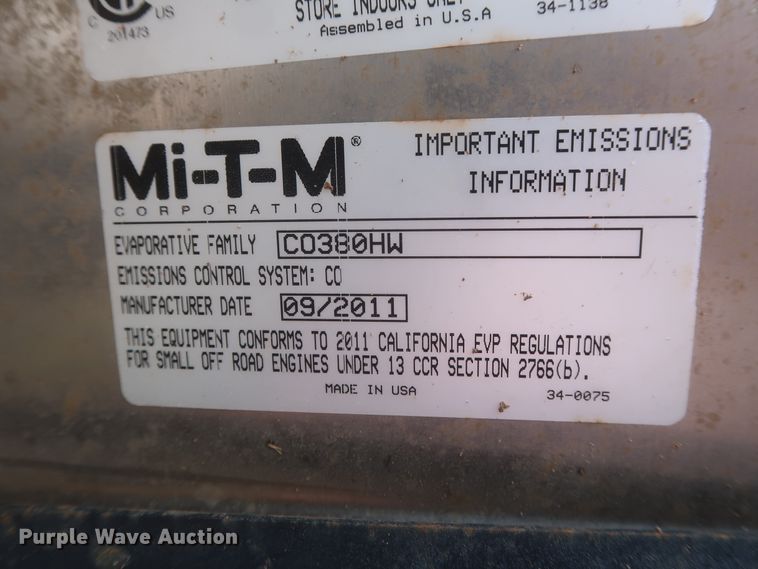 C US
201473
STORE INDOORS ONLY
Assembled in U.S.A 34-1138
Mi-T-M®
CORPORATION
IMPORTANT EMISSIONS
INFORMATION
EVAPORATIVE FAMILY CO380HW
EMISSIONS CONTROL SYSTEM: CO
MANUFACTURER DATE 09/2011
THIS EQUIPMENT CONFORMS TO 2011 CALIFORNIA EVP REGULATIONS
FOR SMALL OFF ROAD ENGINES UNDER 13 CCR SECTION 2766(b).
MADE IN USA 34-0075
Purple Wave Auction